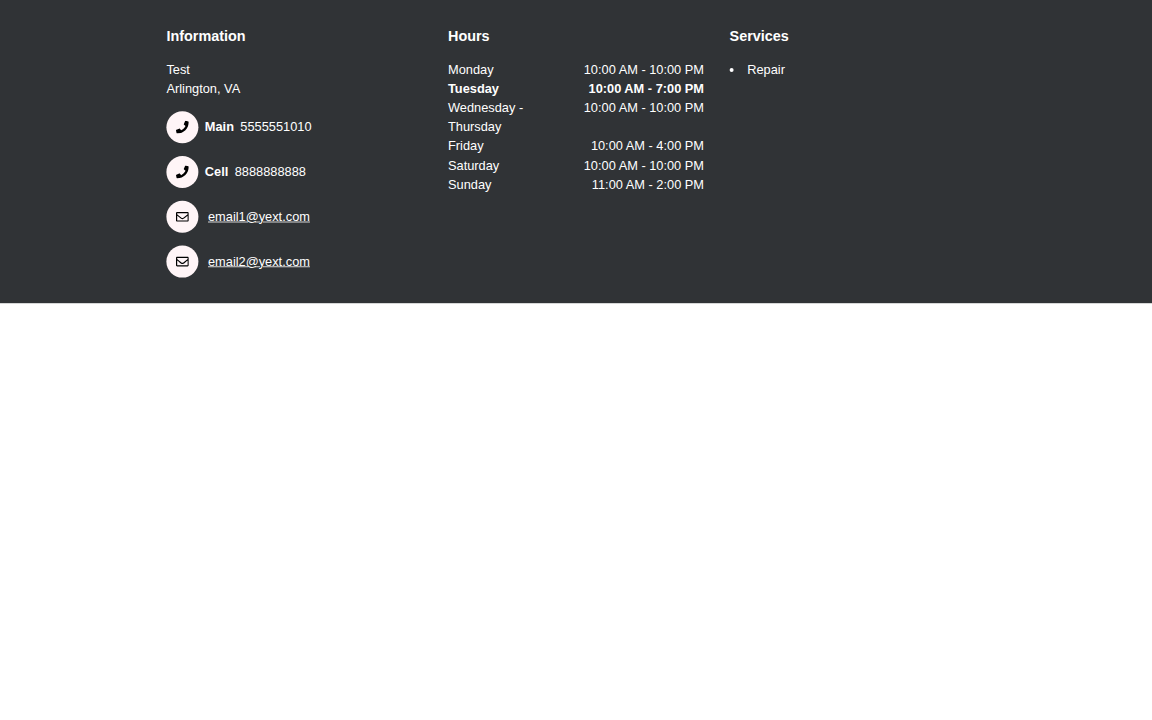 Information
Test
Arlington, VA
Main 5555551010
Cell 8888888888
email1@yext.com
email2@yext.com
Hours
Monday 10:00 AM - 10:00 PM
Tuesday 10:00 AM - 7:00 PM
Wednesday - 10:00 AM - 10:00 PM
Thursday
Friday 10:00 AM - 4:00 PM
Saturday 10:00 AM - 10:00 PM
Sunday 11:00 AM - 2:00 PM
Services
• Repair